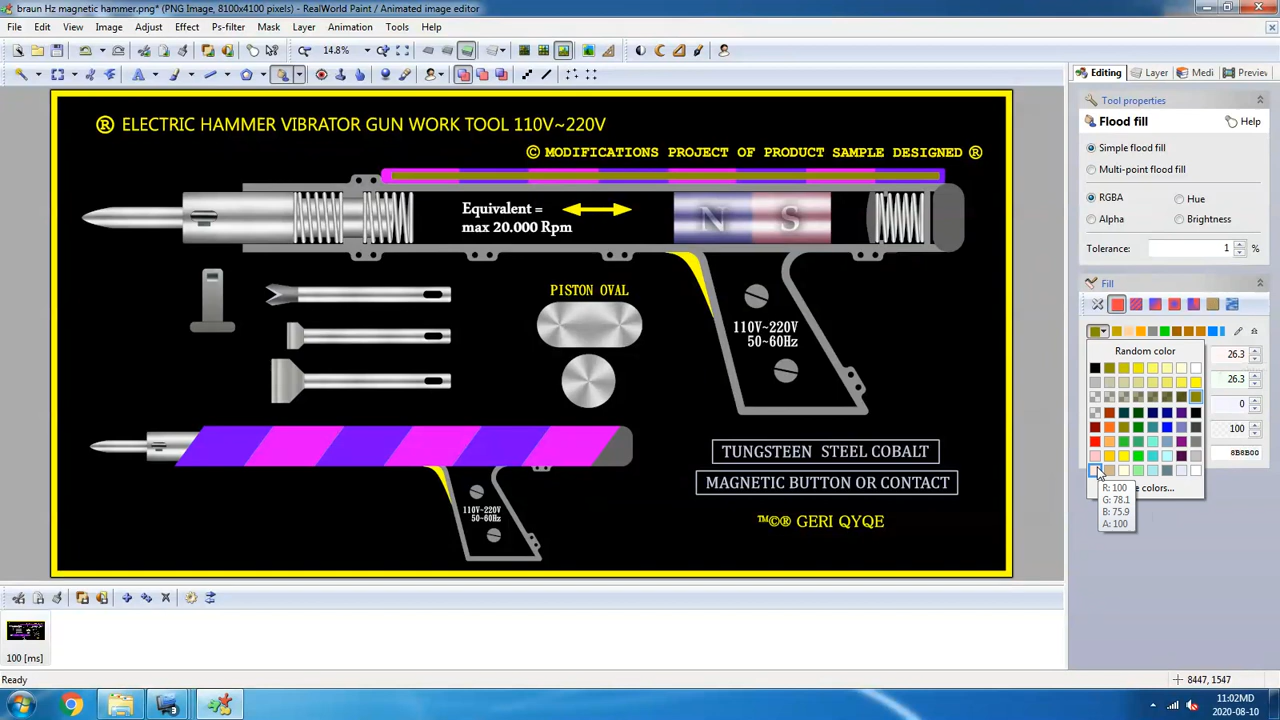 braun Hz magnetic hammer.png* (PNG Image, 8100x4100 pixels) - RealWorld Paint / Animated image editor
File Edit View Image Adjust Effect Ps-filter Mask Layer Animation Tools Help
14.8%
Editing Layer Medi Preview
® ELECTRIC HAMMER VIBRATOR GUN WORK TOOL 110V~220V
© MODIFICATIONS PROJECT OF PRODUCT SAMPLE DESIGNED ®
Equivalent =
max 20.000 Rpm
N S
PISTON OVAL
110V~220V
50~60Hz
110V~220V
50~60Hz
TUNGSTEEN STEEL COBALT
MAGNETIC BUTTON OR CONTACT
™©® GERI QYQE
Tool properties
Flood fill Help
Simple flood fill
Multi-point flood fill
RGBA Hue
Alpha Brightness
Tolerance: 1 %
Fill
Random color
26.3
26.3
0
100
8B8B00
e colors...
R: 100
G: 78.1
B: 75.9
A: 100
100 [ms]
Ready
8447, 1547
11:02MD
2020-08-10